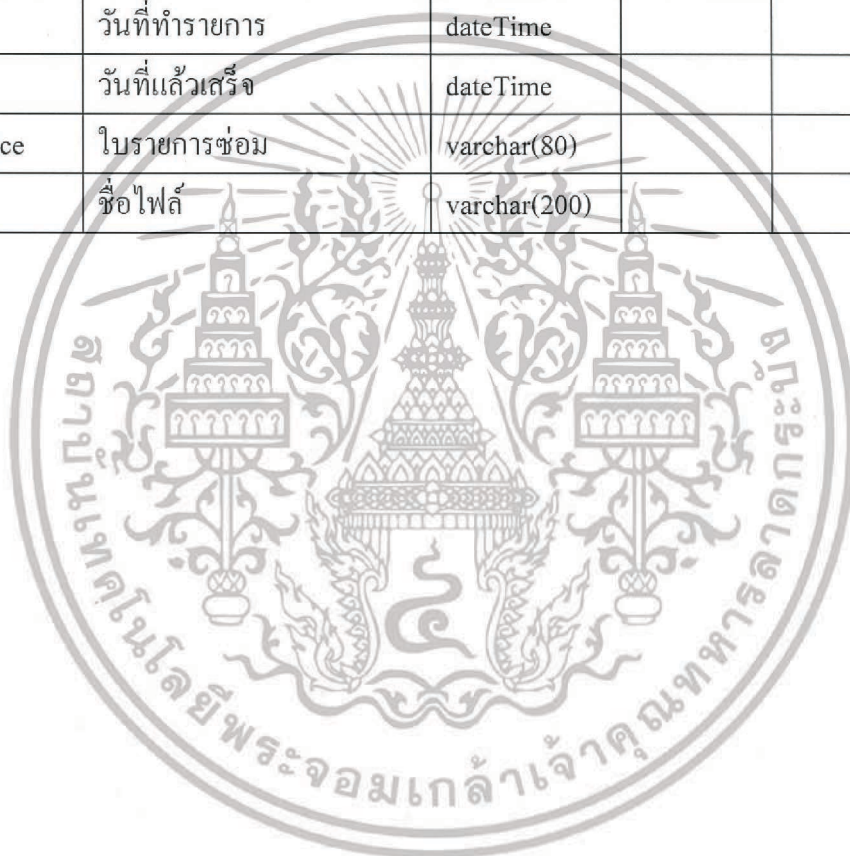 วันที่ทำรายการ dateTime
วันที่แล้วเสร็จ dateTime
ce ใบรายการซ่อม varchar(80)
ชื่อไฟล์ varchar(200)
สถาบันเทคโนโลยีพระจอมเกล้าเจ้าคุณทหารลาดกระบัง
๔